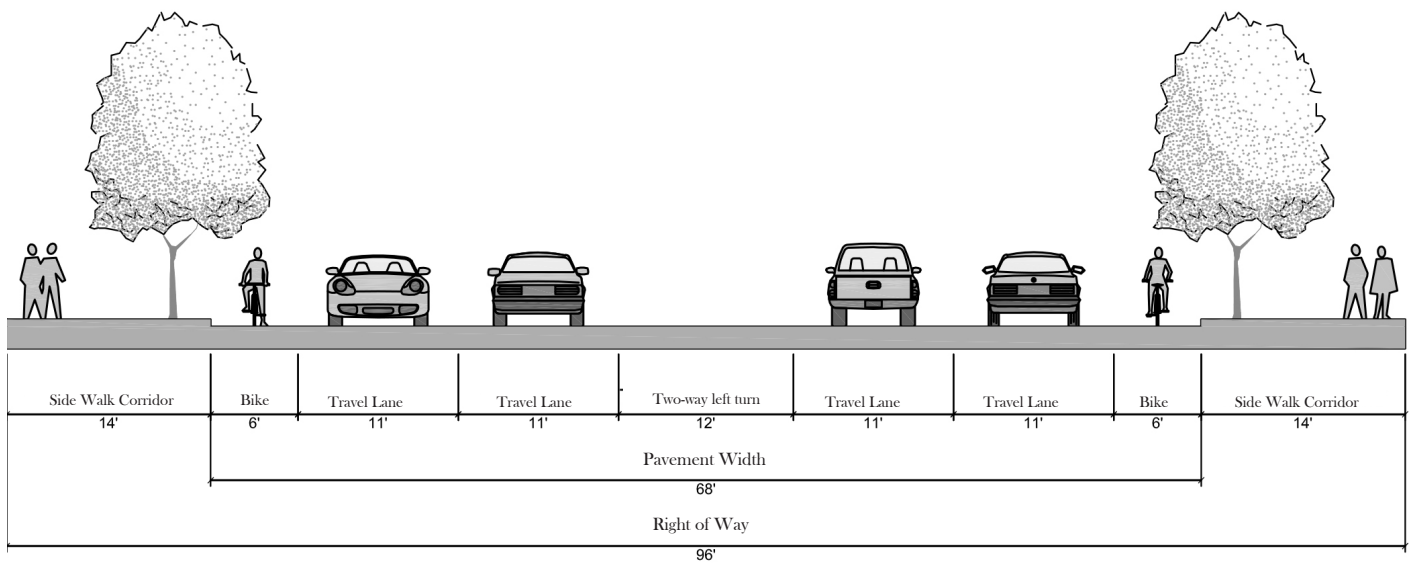 Side Walk Corridor Bike Travel Lane Travel Lane Two-way left turn Travel Lane Travel Lane Bike Side Walk Corridor
14' 6' 11' 11' 12' 11' 11' 6' 14'
Pavement Width
68'
Right of Way
96'